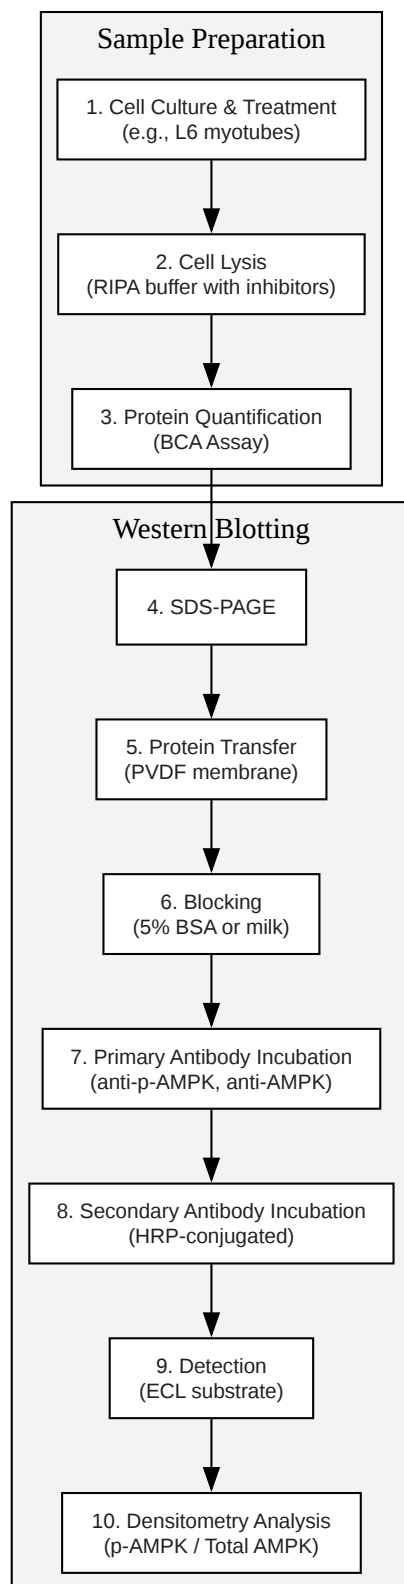 Sample Preparation
1. Cell Culture & Treatment
(e.g., L6 myotubes)
2. Cell Lysis
(RIPA buffer with inhibitors)
3. Protein Quantification
(BCA Assay)
Western Blotting
4. SDS-PAGE
5. Protein Transfer
(PVDF membrane)
6. Blocking
(5% BSA or milk)
7. Primary Antibody Incubation
(anti-p-AMPK, anti-AMPK)
8. Secondary Antibody Incubation
(HRP-conjugated)
9. Detection
(ECL substrate)
10. Densitometry Analysis
(p-AMPK / Total AMPK)